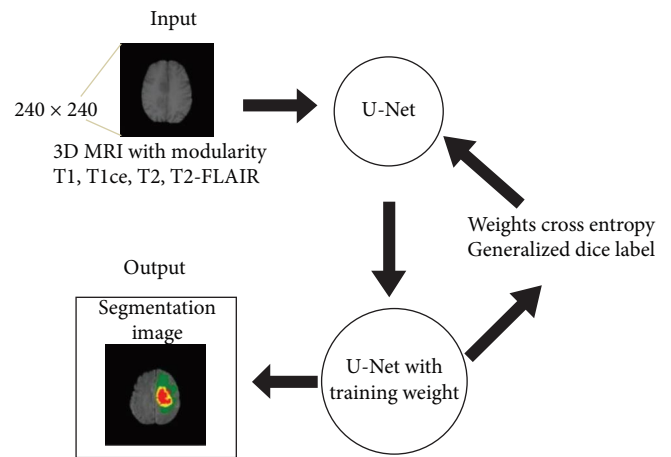 Input
240 × 240
3D MRI with modularity
T1, T1ce, T2, T2-FLAIR
U-Net
Weights cross entropy
Generalized dice label
Output
Segmentation
image
U-Net with
training weight